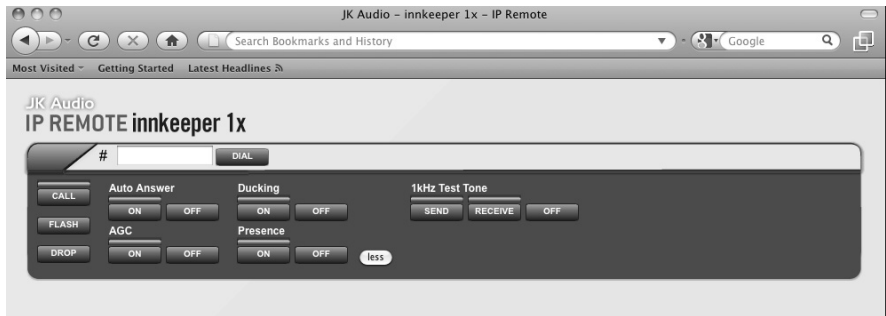 JK Audio – innkeeper 1x – IP Remote
Search Bookmarks and History
Google
Most Visited Getting Started Latest Headlines
JK Audio
IP REMOTE innkeeper 1x
# DIAL
CALL
FLASH
DROP
Auto Answer
ON OFF
AGC
ON OFF
Ducking
ON OFF
Presence
ON OFF
less
1kHz Test Tone
SEND RECEIVE OFF